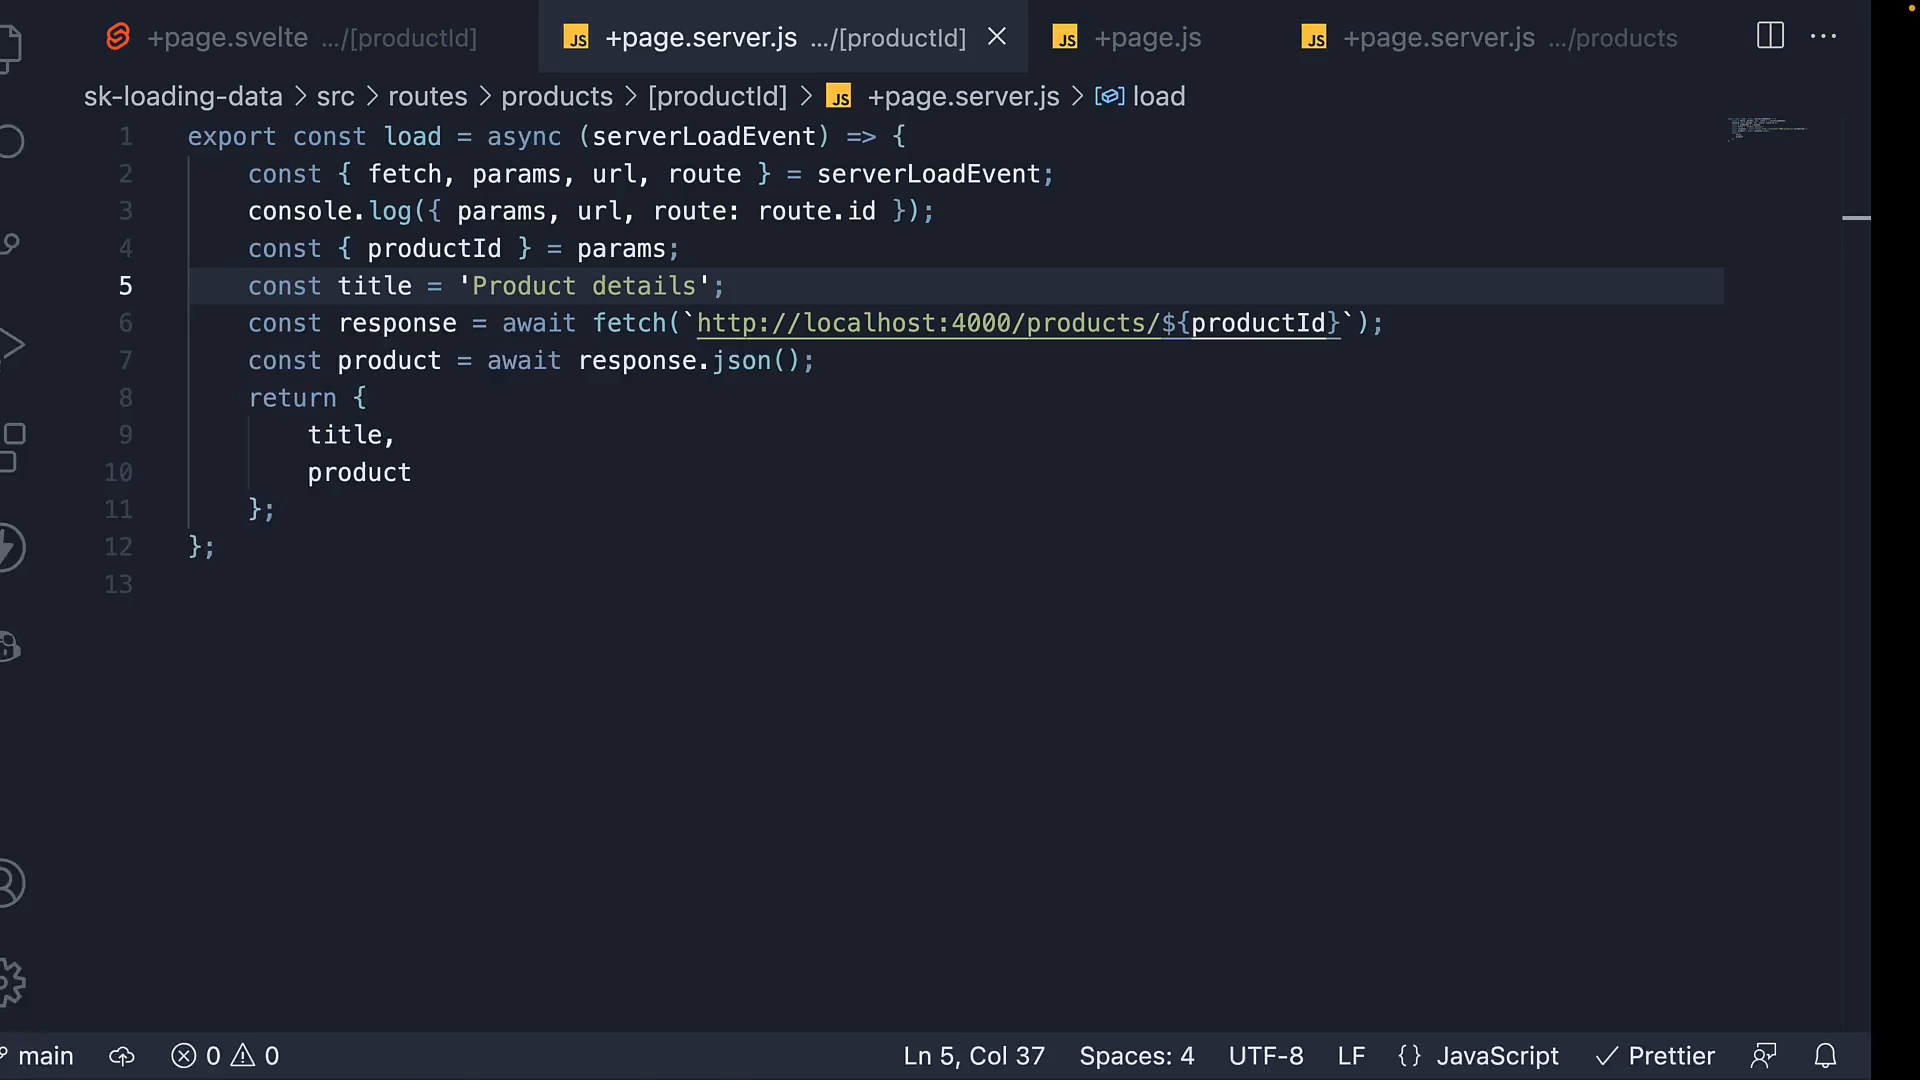 +page.svelte .../[productId]
JS +page.server.js .../[productId]
JS +page.js
JS +page.server.js .../products
sk-loading-data > src > routes > products > [productId] > JS +page.server.js > load
1 export const load = async (serverLoadEvent) => {
2 const { fetch, params, url, route } = serverLoadEvent;
3 console.log({ params, url, route: route.id });
4 const { productId } = params;
5 const title = 'Product details';
6 const response = await fetch(`http://localhost:4000/products/${productId}`);
7 const product = await response.json();
8 return {
9 title,
10 product
11 };
12 };
13
main 0 0 Ln 5, Col 37 Spaces: 4 UTF-8 LF {} JavaScript Prettier